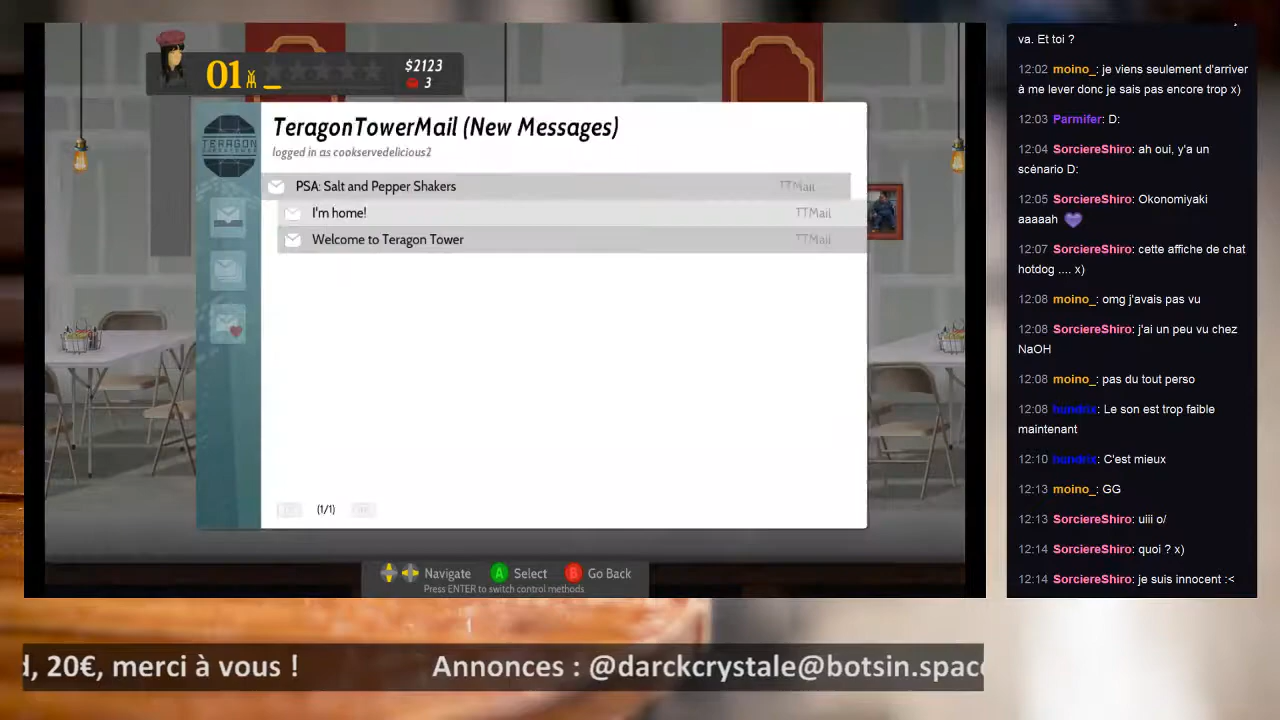 01
$2123
3
TeragonTowerMail (New Messages)
TERAGON
logged in as cookservedelicious2
PSA: Salt and Pepper Shakers TTMail
I'm home! TTMail
Welcome to Teragon Tower TTMail
(1/1)
Navigate A Select B Go Back
Press ENTER to switch control methods
va. Et toi ?
12:02 moino_: je viens seulement d'arriver
à me lever donc je sais pas encore trop x)
12:03 Parmifer: D:
12:04 SorciereShiro: ah oui, y'a un
scénario D:
12:05 SorciereShiro: Okonomiyaki
aaaaah
12:07 SorciereShiro: cette affiche de chat
hotdog .... x)
12:08 moino_: omg j'avais pas vu
12:08 SorciereShiro: j'ai un peu vu chez
NaOH
12:08 moino_: pas du tout perso
12:08 hundrix: Le son est trop faible
maintenant
12:10 hundrix: C'est mieux
12:13 moino_: GG
12:13 SorciereShiro: uiii o/
12:14 SorciereShiro: quoi ? x)
12:14 SorciereShiro: je suis innocent :<
d, 20€, merci à vous ! Annonces : @darckcrystale@botsin.space